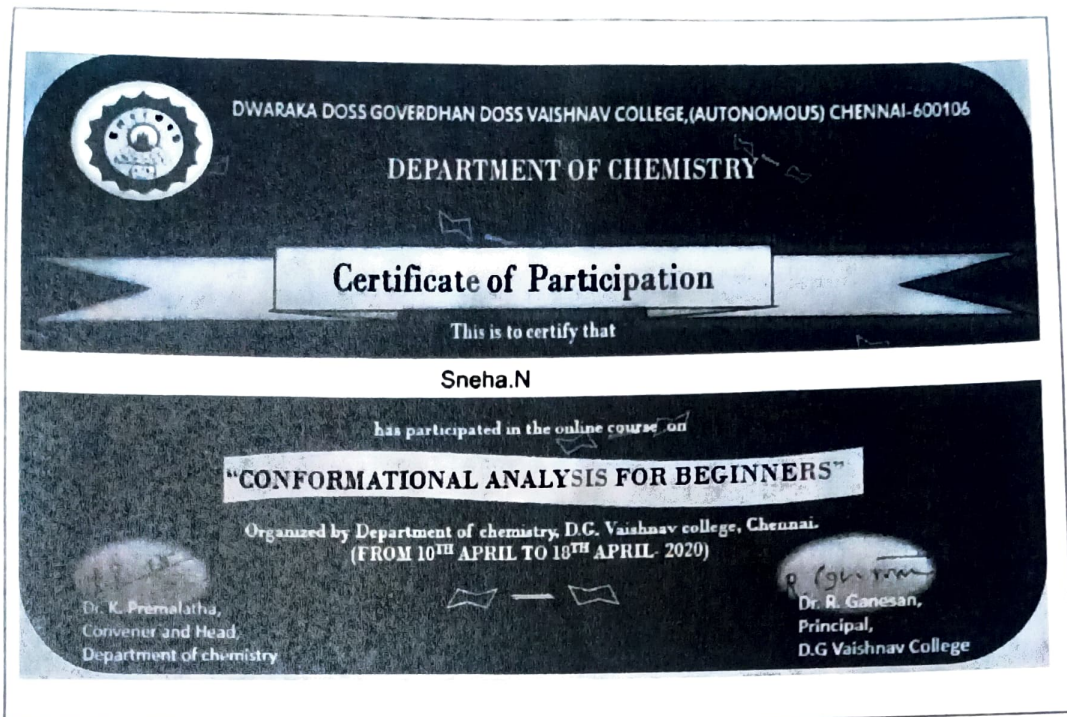 DWARAKA DOSS GOVERDHAN DOSS VAISHNAV COLLEGE,(AUTONOMOUS) CHENNAI-600106
DEPARTMENT OF CHEMISTRY
Certificate of Participation
This is to certify that
Sneha.N
has participated in the online course on
“CONFORMATIONAL ANALYSIS FOR BEGINNERS”
Organized by Department of chemistry, D.G. Vaishnav college, Chennai.
(FROM 10TH APRIL TO 18TH APRIL- 2020)
Dr. K. Premalatha,
Convener and Head,
Department of chemistry
Dr. R. Ganesan,
Principal,
D.G Vaishnav College